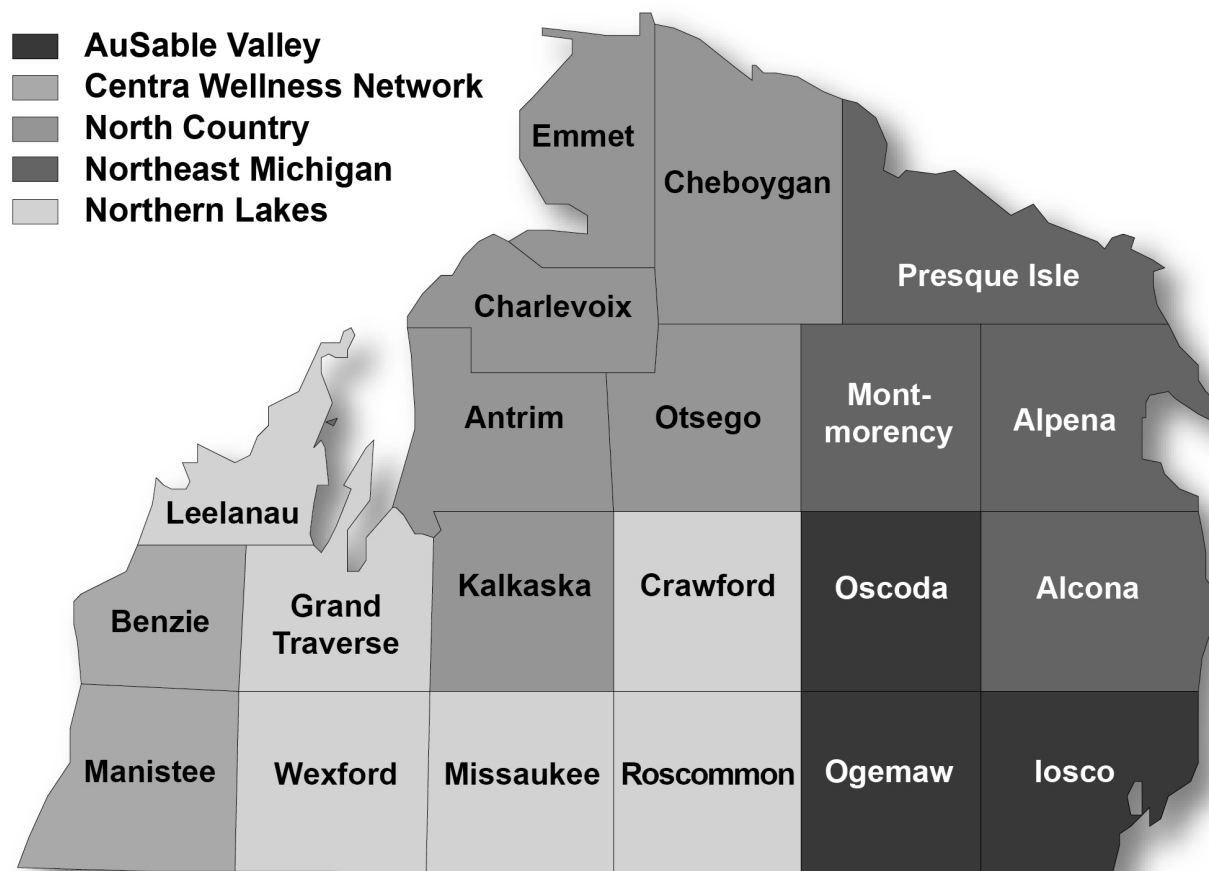 AuSable Valley
Centra Wellness Network
North Country
Northeast Michigan
Northern Lakes
Emmet
Cheboygan
Presque Isle
Charlevoix
Antrim
Otsego
Mont-
morency
Alpena
Leelanau
Benzie
Grand
Traverse
Kalkaska
Crawford
Oscoda
Alcona
Manistee
Wexford
Missaukee
Roscommon
Ogemaw
Iosco